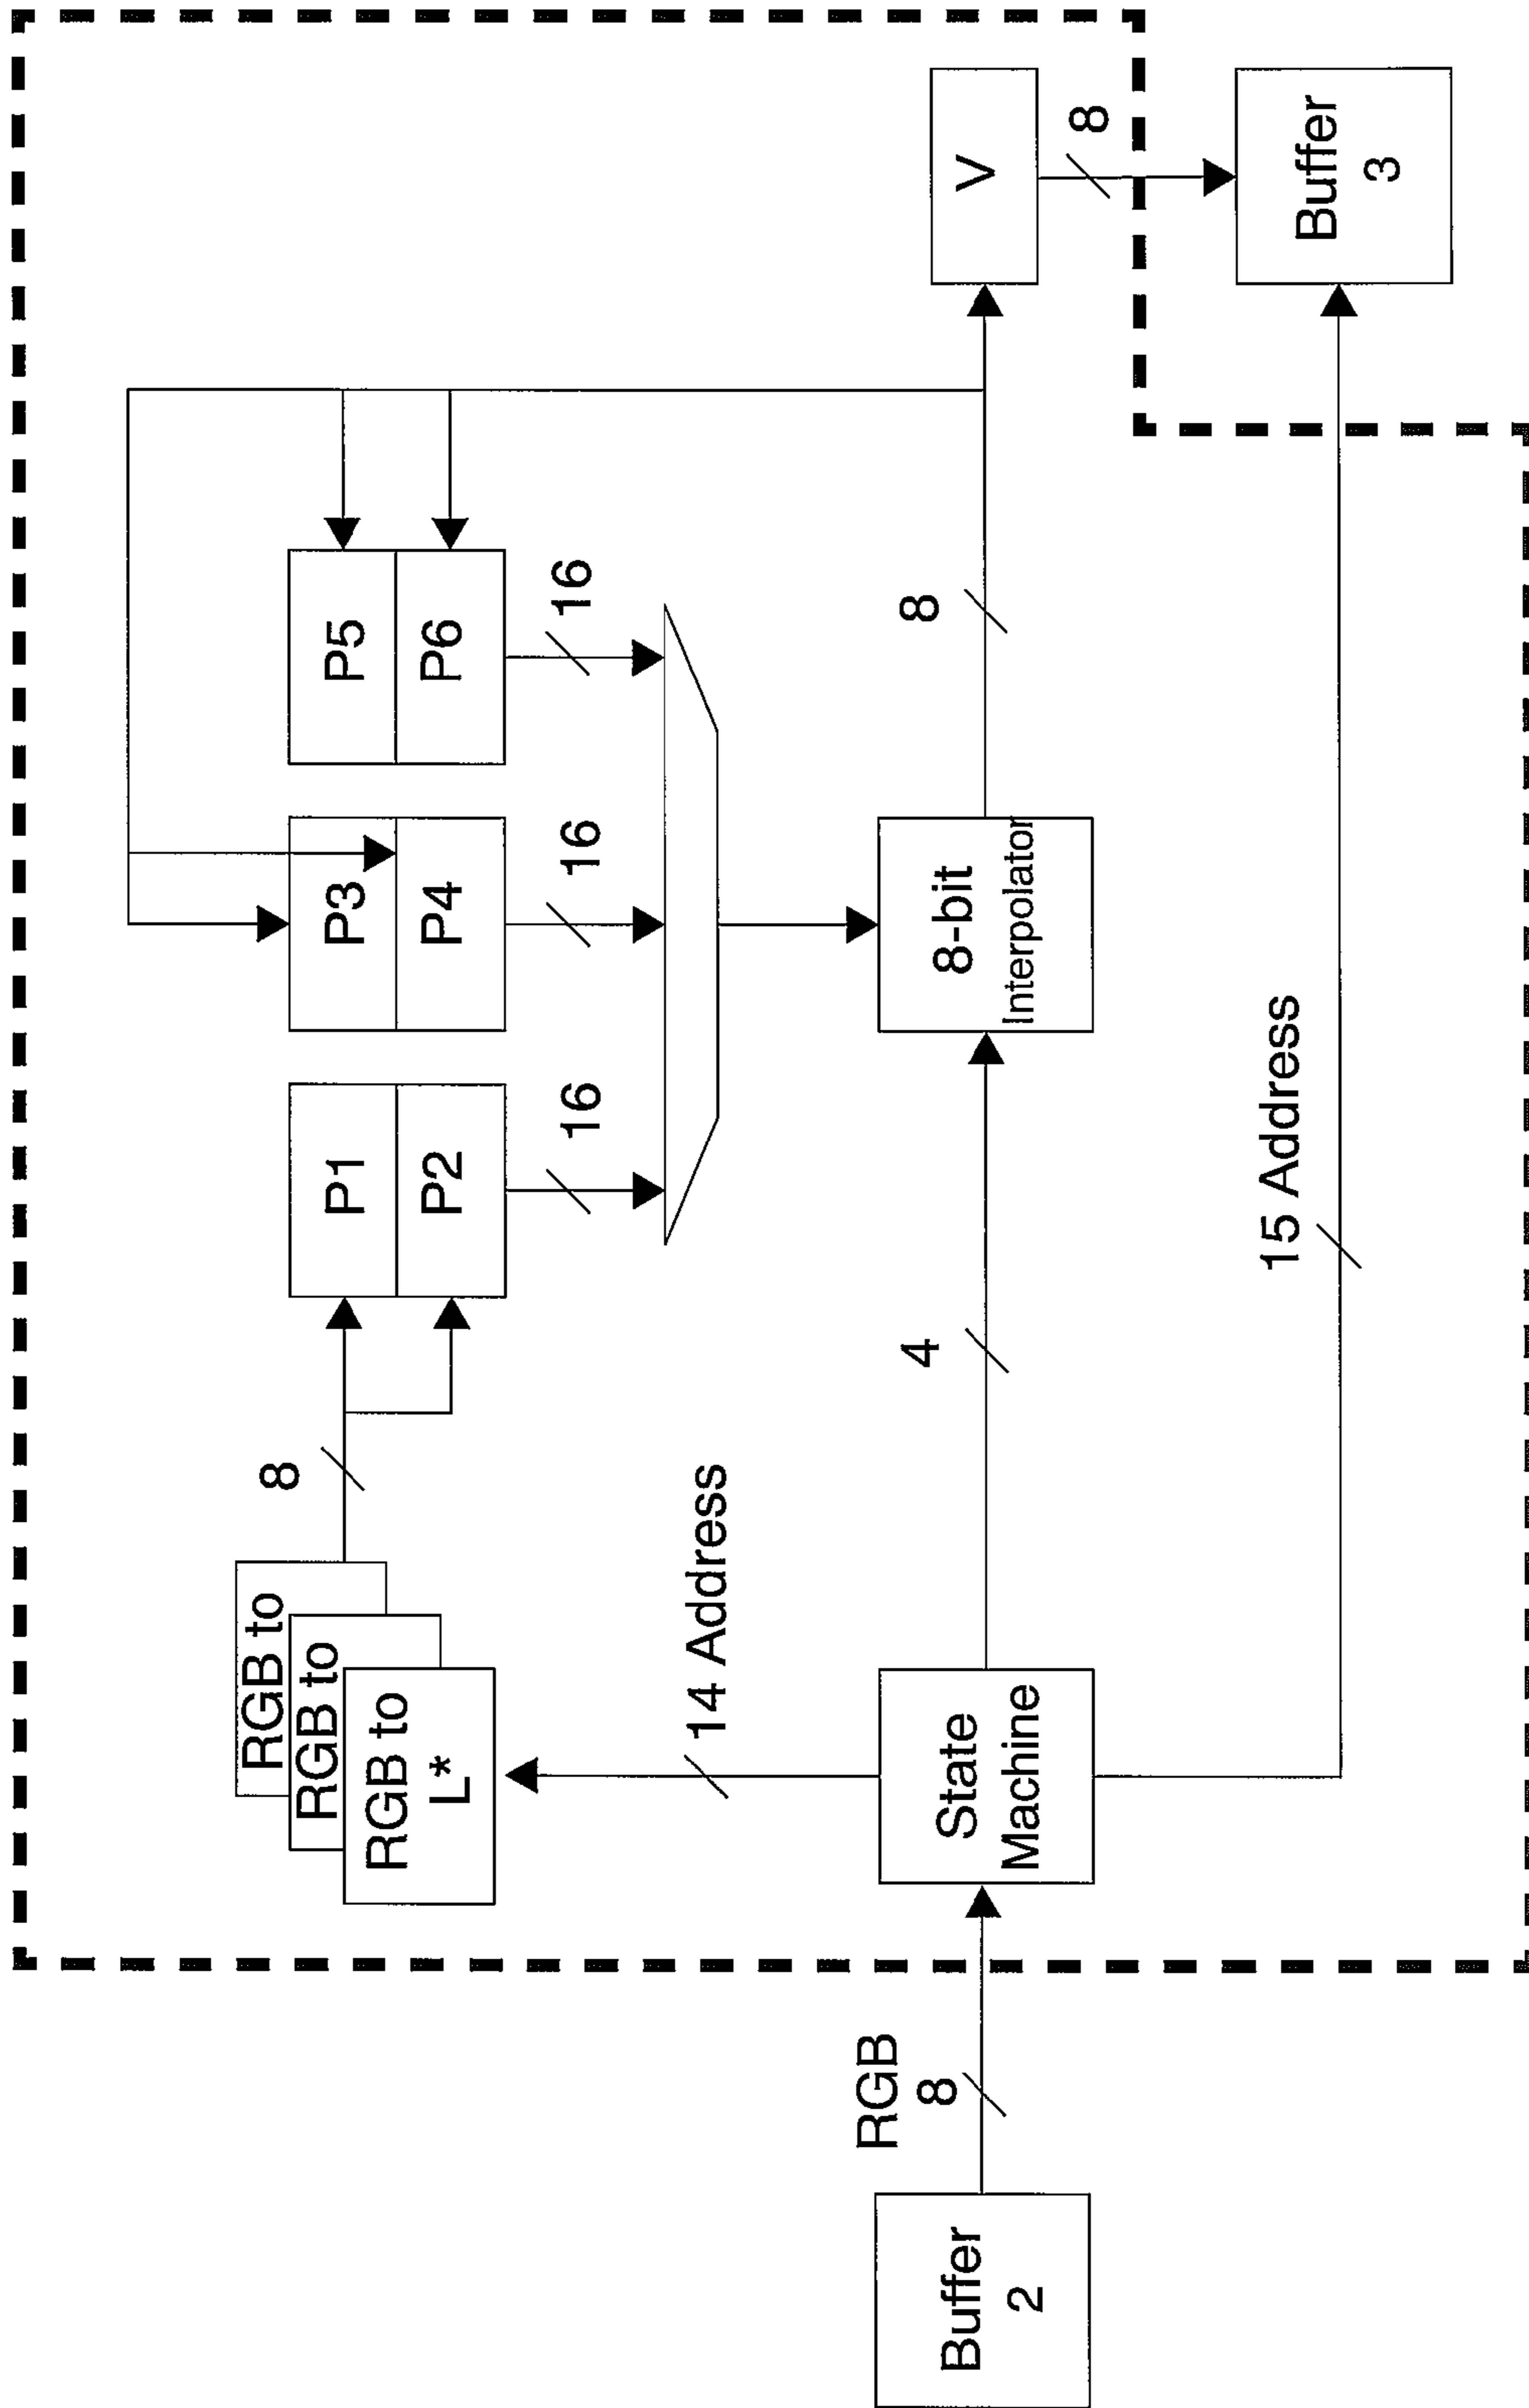 RGB to
RGB to
RGB to
L*
8
P1
P2
P3
P4
P5
P6
16
16
16
14 Address
RGB
8
Buffer
2
State
Machine
4
8-bit
Interpolator
8
V
8
15 Address
Buffer
3